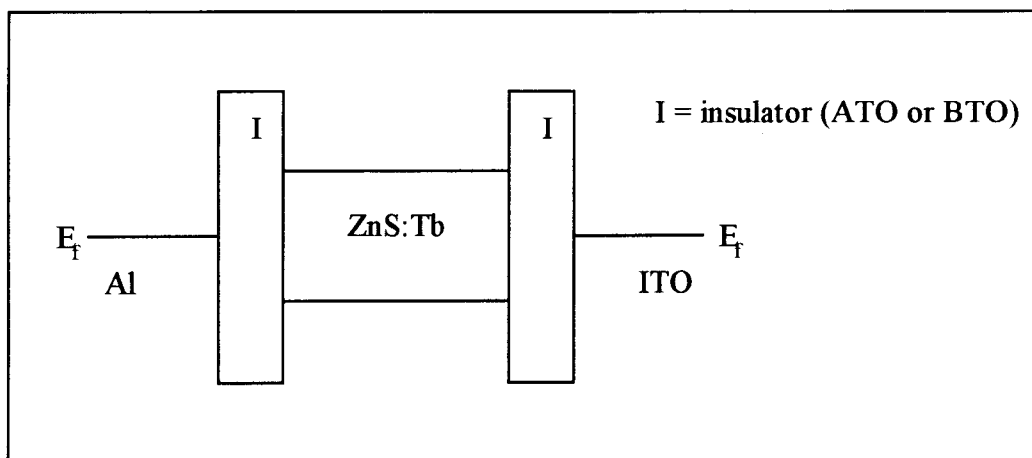 I
I
I = insulator (ATO or BTO)
ZnS:Tb
E_f
E_f
Al
ITO